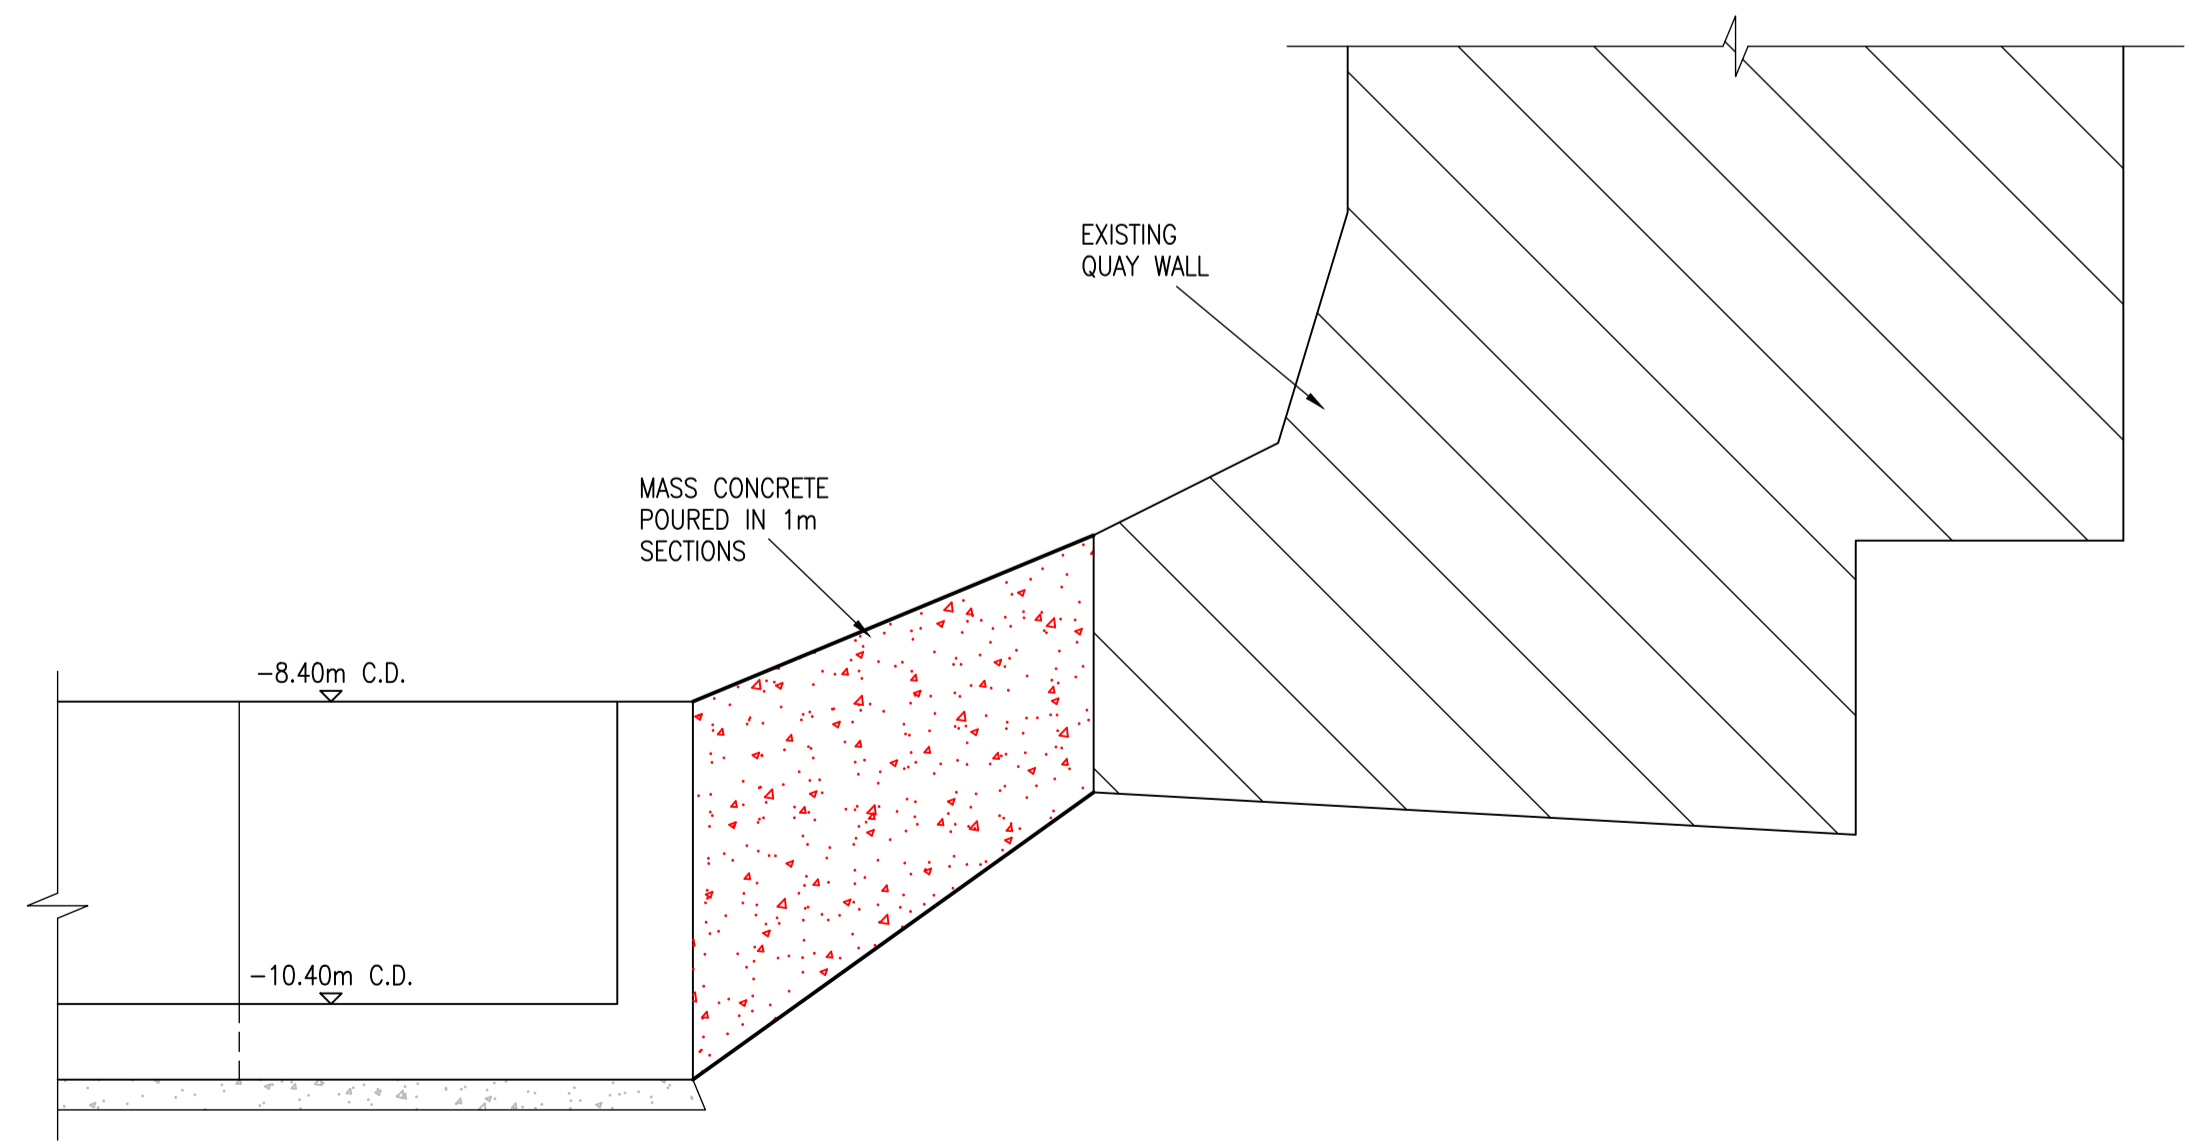 EXISTING
QUAY WALL
MASS CONCRETE
POURED IN 1m
SECTIONS
-8.40m C.D.
-10.40m C.D.